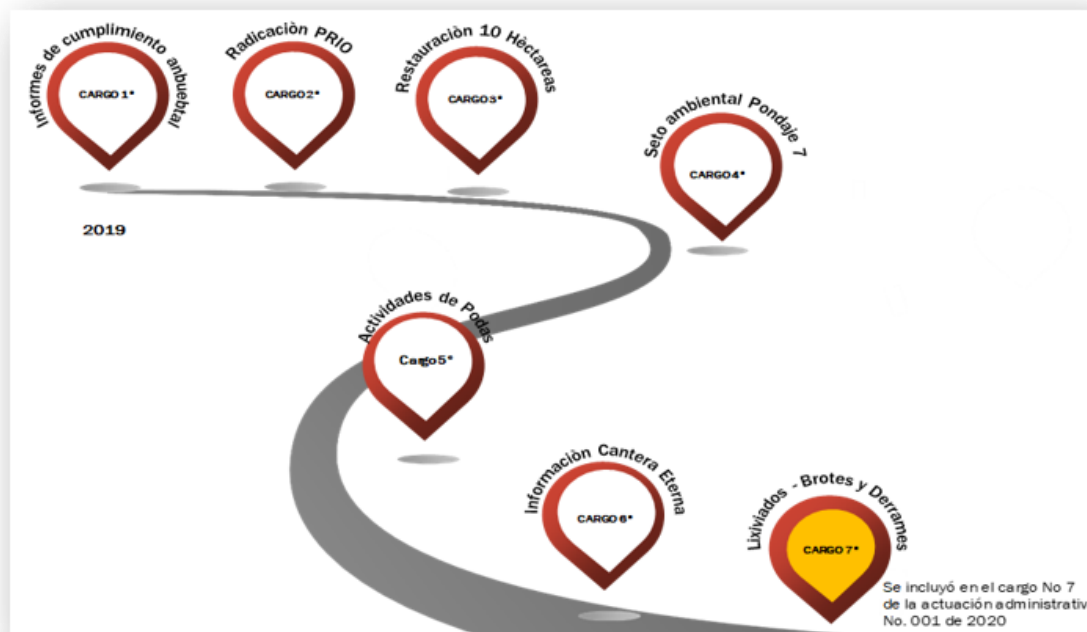 Informes de cumplimiento anbuebtal
CARGO 1°
Radicaciòn PRIO
CARGO 2°
Restauraciòn 10 Hèctareas
CARGO 3°
Seto ambiental Pondaje 7
CARGO 4°
2019
Actividades de Podas
Cargo 5°
Informaciòn Cantera Eterna
CARGO 6°
Lixiviados - Brotes y Derrames
CARGO 7°
Se incluyó en el cargo No 7
de la actuación administrativ
No. 001 de 2020